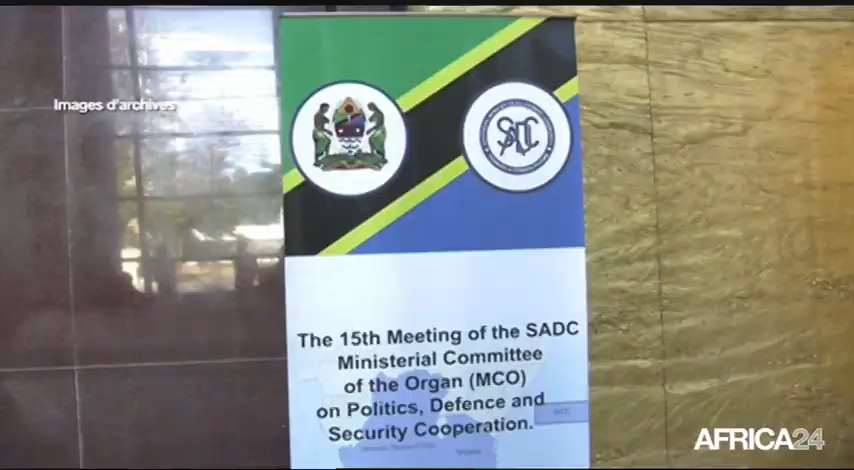 Images d'archives
SADC
The 15th Meeting of the SADC
Ministerial Committee
of the Organ (MCO)
on Politics, Defence and
Security Cooperation.
AFRICA24